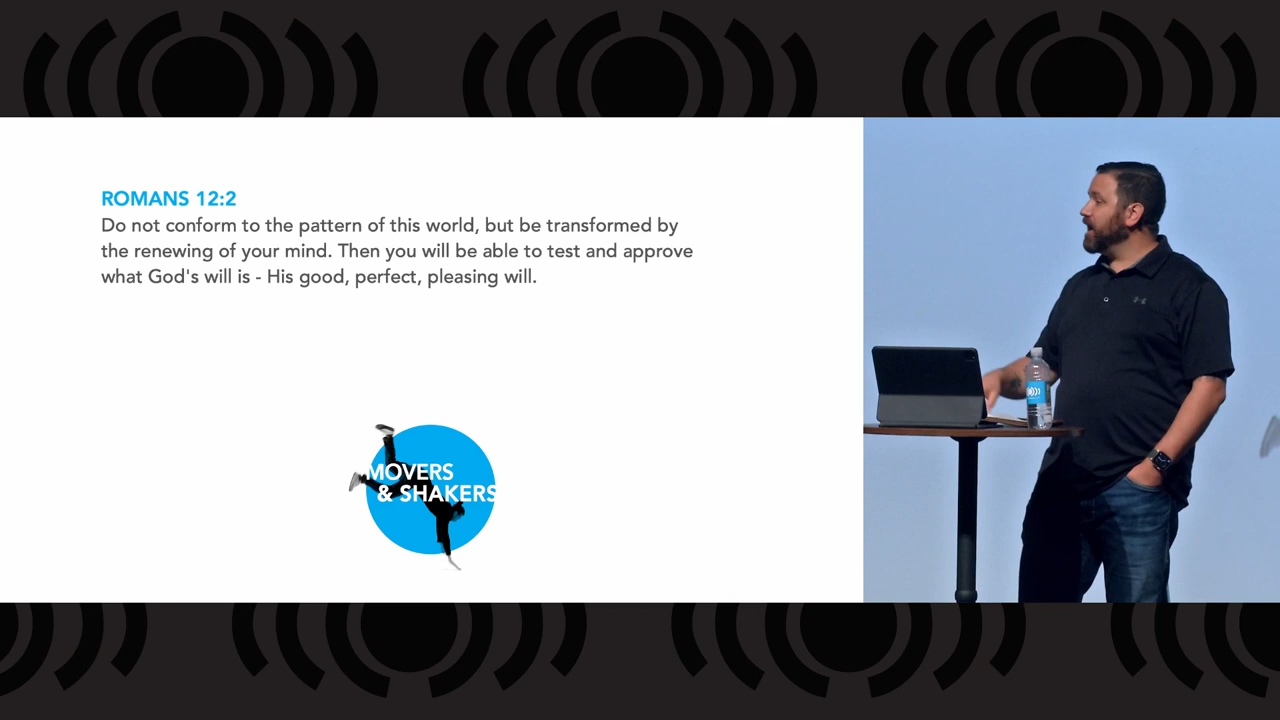 ROMANS 12:2
Do not conform to the pattern of this world, but be transformed by
the renewing of your mind. Then you will be able to test and approve
what God's will is - His good, perfect, pleasing will.
MOVERS
& SHAKERS